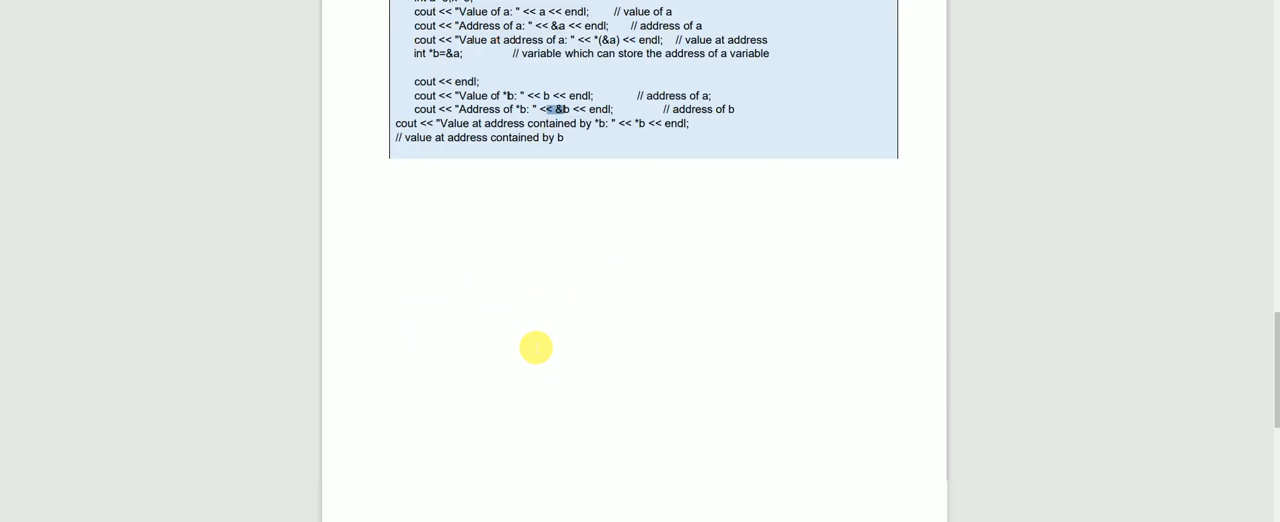 cout << "Value of a: " << a << endl; // value of a
cout << "Address of a: " << &a << endl; // address of a
cout << "Value at address of a: " << *(&a) << endl; // value at address
int *b=&a; // variable which can store the address of a variable
cout << endl;
cout << "Value of *b: " << b << endl; // address of a;
cout << "Address of *b: " << &b << endl; // address of b
cout << "Value at address contained by *b: " << *b << endl;
// value at address contained by b